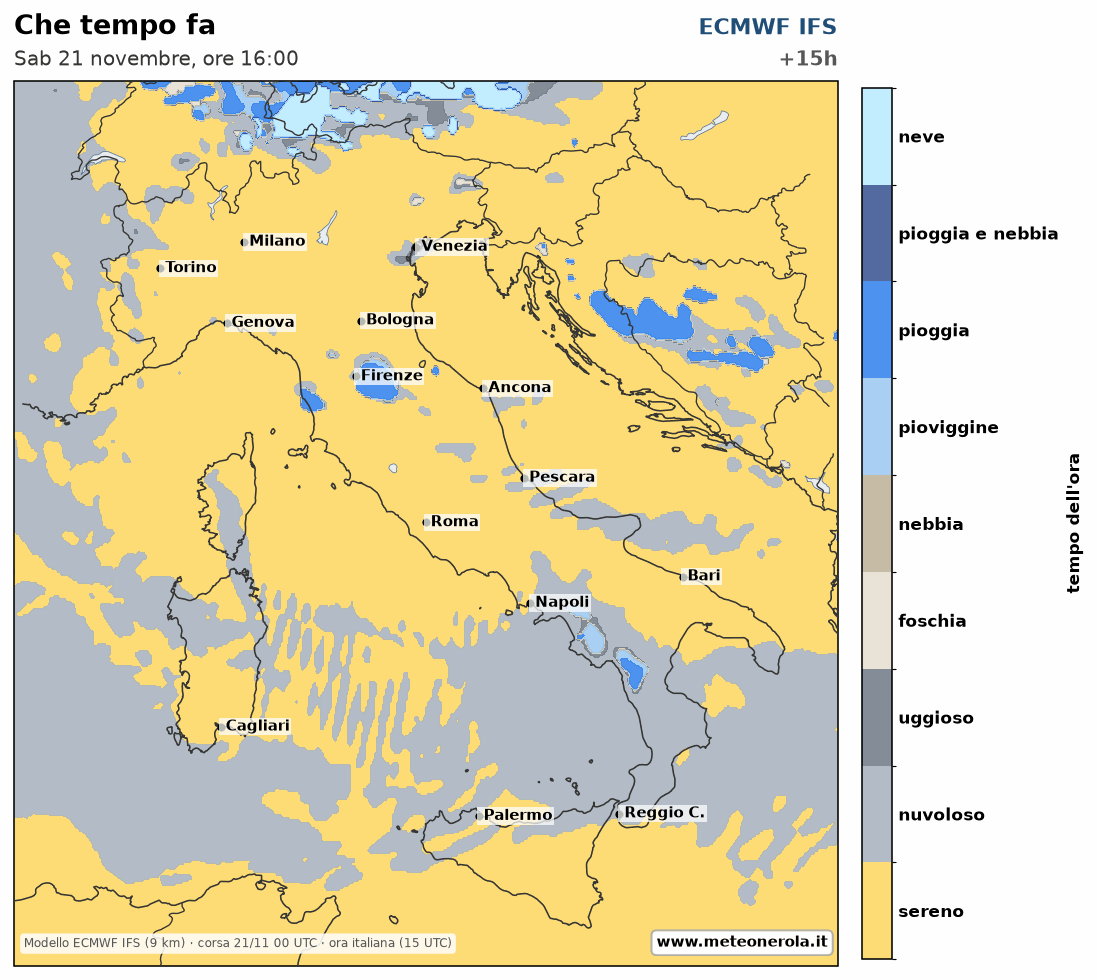 Che tempo fa
ECMWF IFS
Sab 21 novembre, ore 16:00
+15h
neve
pioggia e nebbia
pioggia
pioviggine
nebbia
foschia
uggioso
nuvoloso
sereno
tempo dell'ora
Milano
Venezia
Torino
Genova
Bologna
Firenze
Ancona
Pescara
Roma
Bari
Napoli
Cagliari
Palermo
Reggio C.
Modello ECMWF IFS (9 km) · corsa 21/11 00 UTC · ora italiana (15 UTC)
www.meteonerola.it